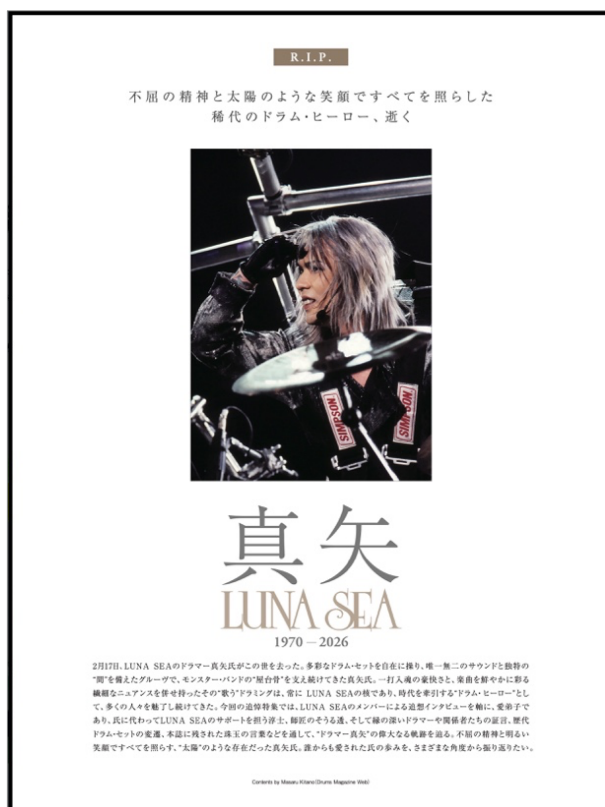 R.I.P.
不屈の精神と太陽のような笑顔ですべてを照らした
稀代のドラム・ヒーロー、逝く
SIMPSON
SIMPSON
真矢
LUNA SEA
1970 — 2026
2月17日、LUNA SEAのドラマー真矢氏がこの世を去った。多彩なドラム・セットを自在に操り、唯一無二のサウンドと独特の
“間”を備えたグルーヴで、モンスター・バンドの“屋台骨”を支え続けてきた真矢氏。一打入魂の豪快さと、楽曲を鮮やかに彩る
繊細なニュアンスを併せ持ったその“歌う”ドラミングは、常に LUNA SEAの核であり、時代を牽引する“ドラム・ヒーロー”とし
て、多くの人々を魅了し続けてきた。今回の追悼特集では、LUNA SEAのメンバーによる追想インタビューを軸に、愛弟子で
あり、氏に代わってLUNA SEAのサポートを担う淳士、師匠のそうる透、そして縁の深いドラマーや関係者たちの証言、歴代
ドラム・セットの変遷、本誌に残された珠玉の言葉などを通して、“ドラマー真矢”の偉大なる軌跡を辿る。不屈の精神と明るい
笑顔ですべてを照らす、“太陽”のような存在だった真矢氏。誰からも愛された氏の歩みを、さまざまな角度から振り返りたい。
Contents by Masaru Kitano(Drums Magazine Web)